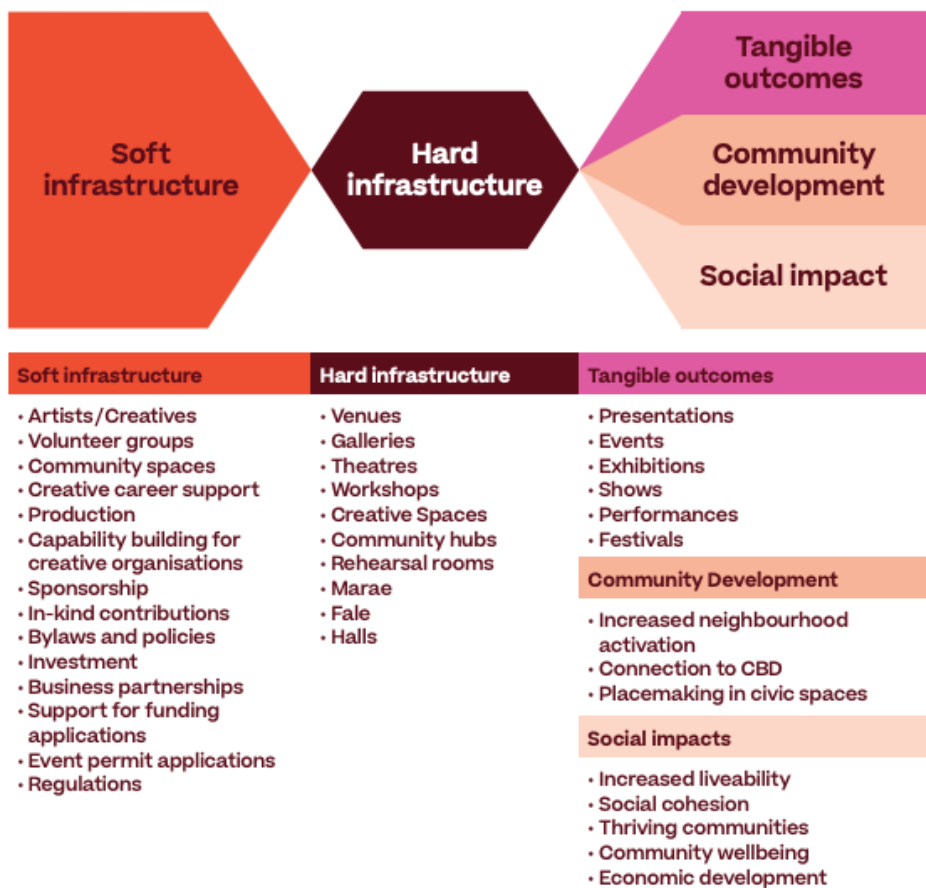 Soft
infrastructure
Hard
infrastructure
Tangible
outcomes
Community
development
Social impact
Soft infrastructure
• Artists/Creatives
• Volunteer groups
• Community spaces
• Creative career support
• Production
• Capability building for
creative organisations
• Sponsorship
• In-kind contributions
• Bylaws and policies
• Investment
• Business partnerships
• Support for funding
applications
• Event permit applications
• Regulations
Hard infrastructure
• Venues
• Galleries
• Theatres
• Workshops
• Creative Spaces
• Community hubs
• Rehearsal rooms
• Marae
• Fale
• Halls
Tangible outcomes
• Presentations
• Events
• Exhibitions
• Shows
• Performances
• Festivals
Community Development
• Increased neighbourhood
activation
• Connection to CBD
• Placemaking in civic spaces
Social impacts
• Increased liveability
• Social cohesion
• Thriving communities
• Community wellbeing
• Economic development